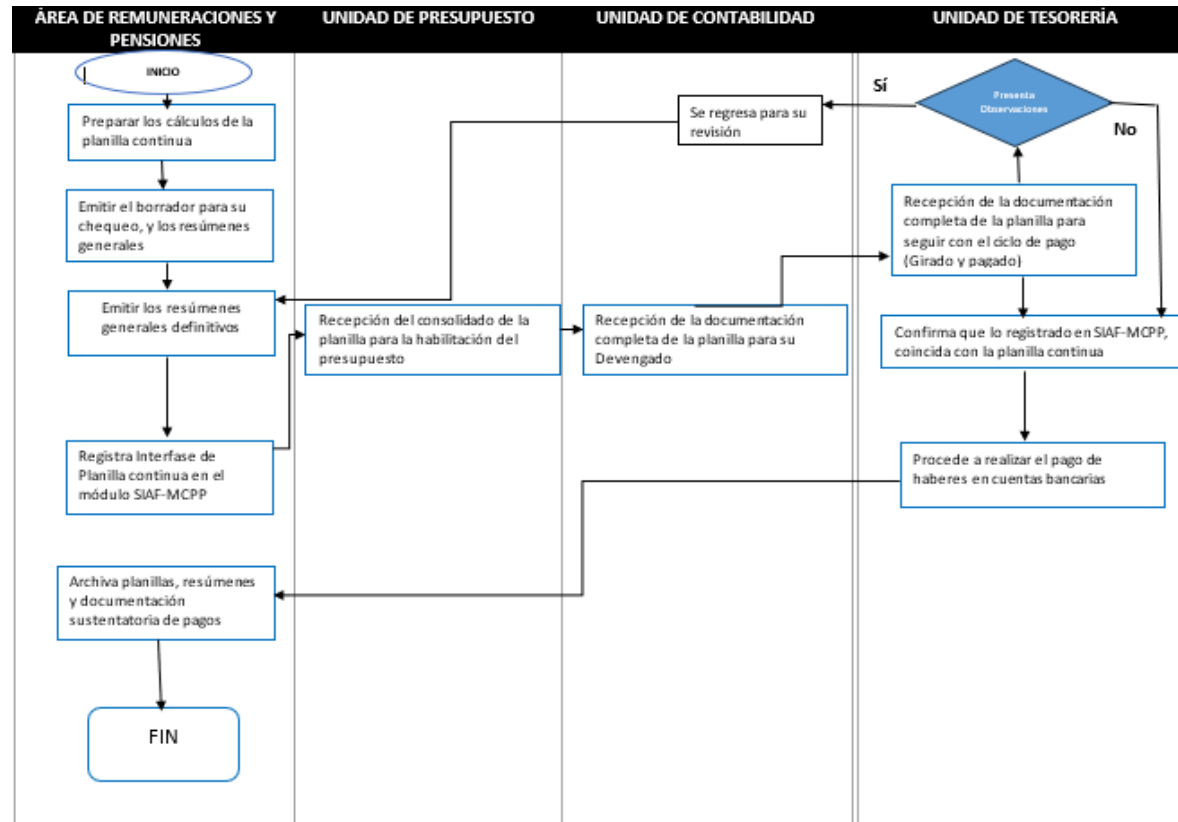 ÁREA DE REMUNERACIONES Y
PENSIONES
UNIDAD DE PRESUPUESTO
UNIDAD DE CONTABILIDAD
UNIDAD DE TESORERÍA
INICIO
Preparar los cálculos de la
planilla continua
Emitir el borrador para su
chequeo, y los resúmenes
generales
Emitir los resúmenes
generales definitivos
Registra Interfase de
Planilla continua en el
módulo SIAF-MCPP
Recepción del consolidado de la
planilla para la habilitación del
presupuesto
Recepción de la documentación
completa de la planilla para su
Devengado
Recepción de la documentación
completa de la planilla para
seguir con el ciclo de pago
(Girado y pagado)
Presenta
Observaciones
Sí
No
Se regresa para su
revisión
Confirma que lo registrado en SIAF-MCPP,
coincida con la planilla continua
Procede a realizar el pago de
haberes en cuentas bancarias
Archiva planillas, resúmenes
y documentación
sustentatoria de pagos
FIN